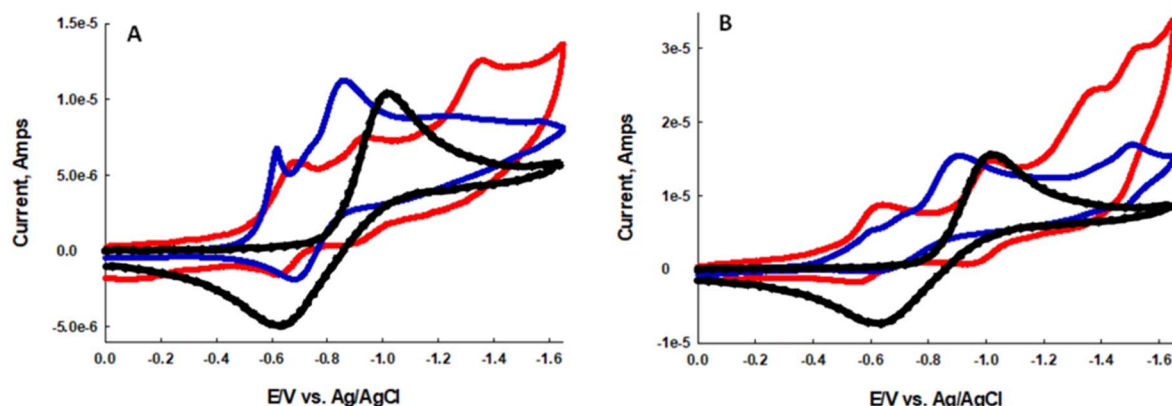 A
1.5e-5
1.0e-5
5.0e-6
0.0
-5.0e-6
Current, Amps
0.0 -0.2 -0.4 -0.6 -0.8 -1.0 -1.2 -1.4 -1.6
E/V vs. Ag/AgCl
B
3e-5
2e-5
1e-5
0
-1e-5
Current, Amps
0.0 -0.2 -0.4 -0.6 -0.8 -1.0 -1.2 -1.4 -1.6
E/V vs. Ag/AgCl